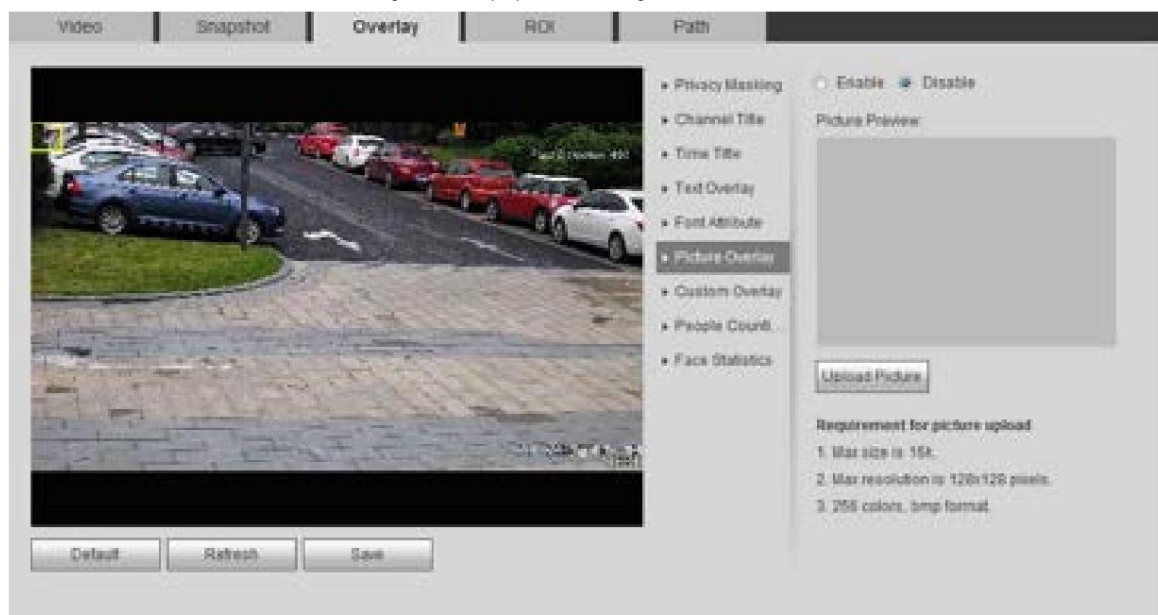 Video
Snapshot
Overlay
ROI
Path
Privacy Masking
Channel Title
Time Title
Text Overlay
Font Attribute
Picture Overlay
Custom Overlay
People Counti...
Face Statistics
Enable
Disable
Picture Preview:
Upload Picture
Requirement for picture upload
1. Max size is 16k.
2. Max resolution is 128x128 pixels.
3. 256 colors, bmp format.
Default
Refresh
Save